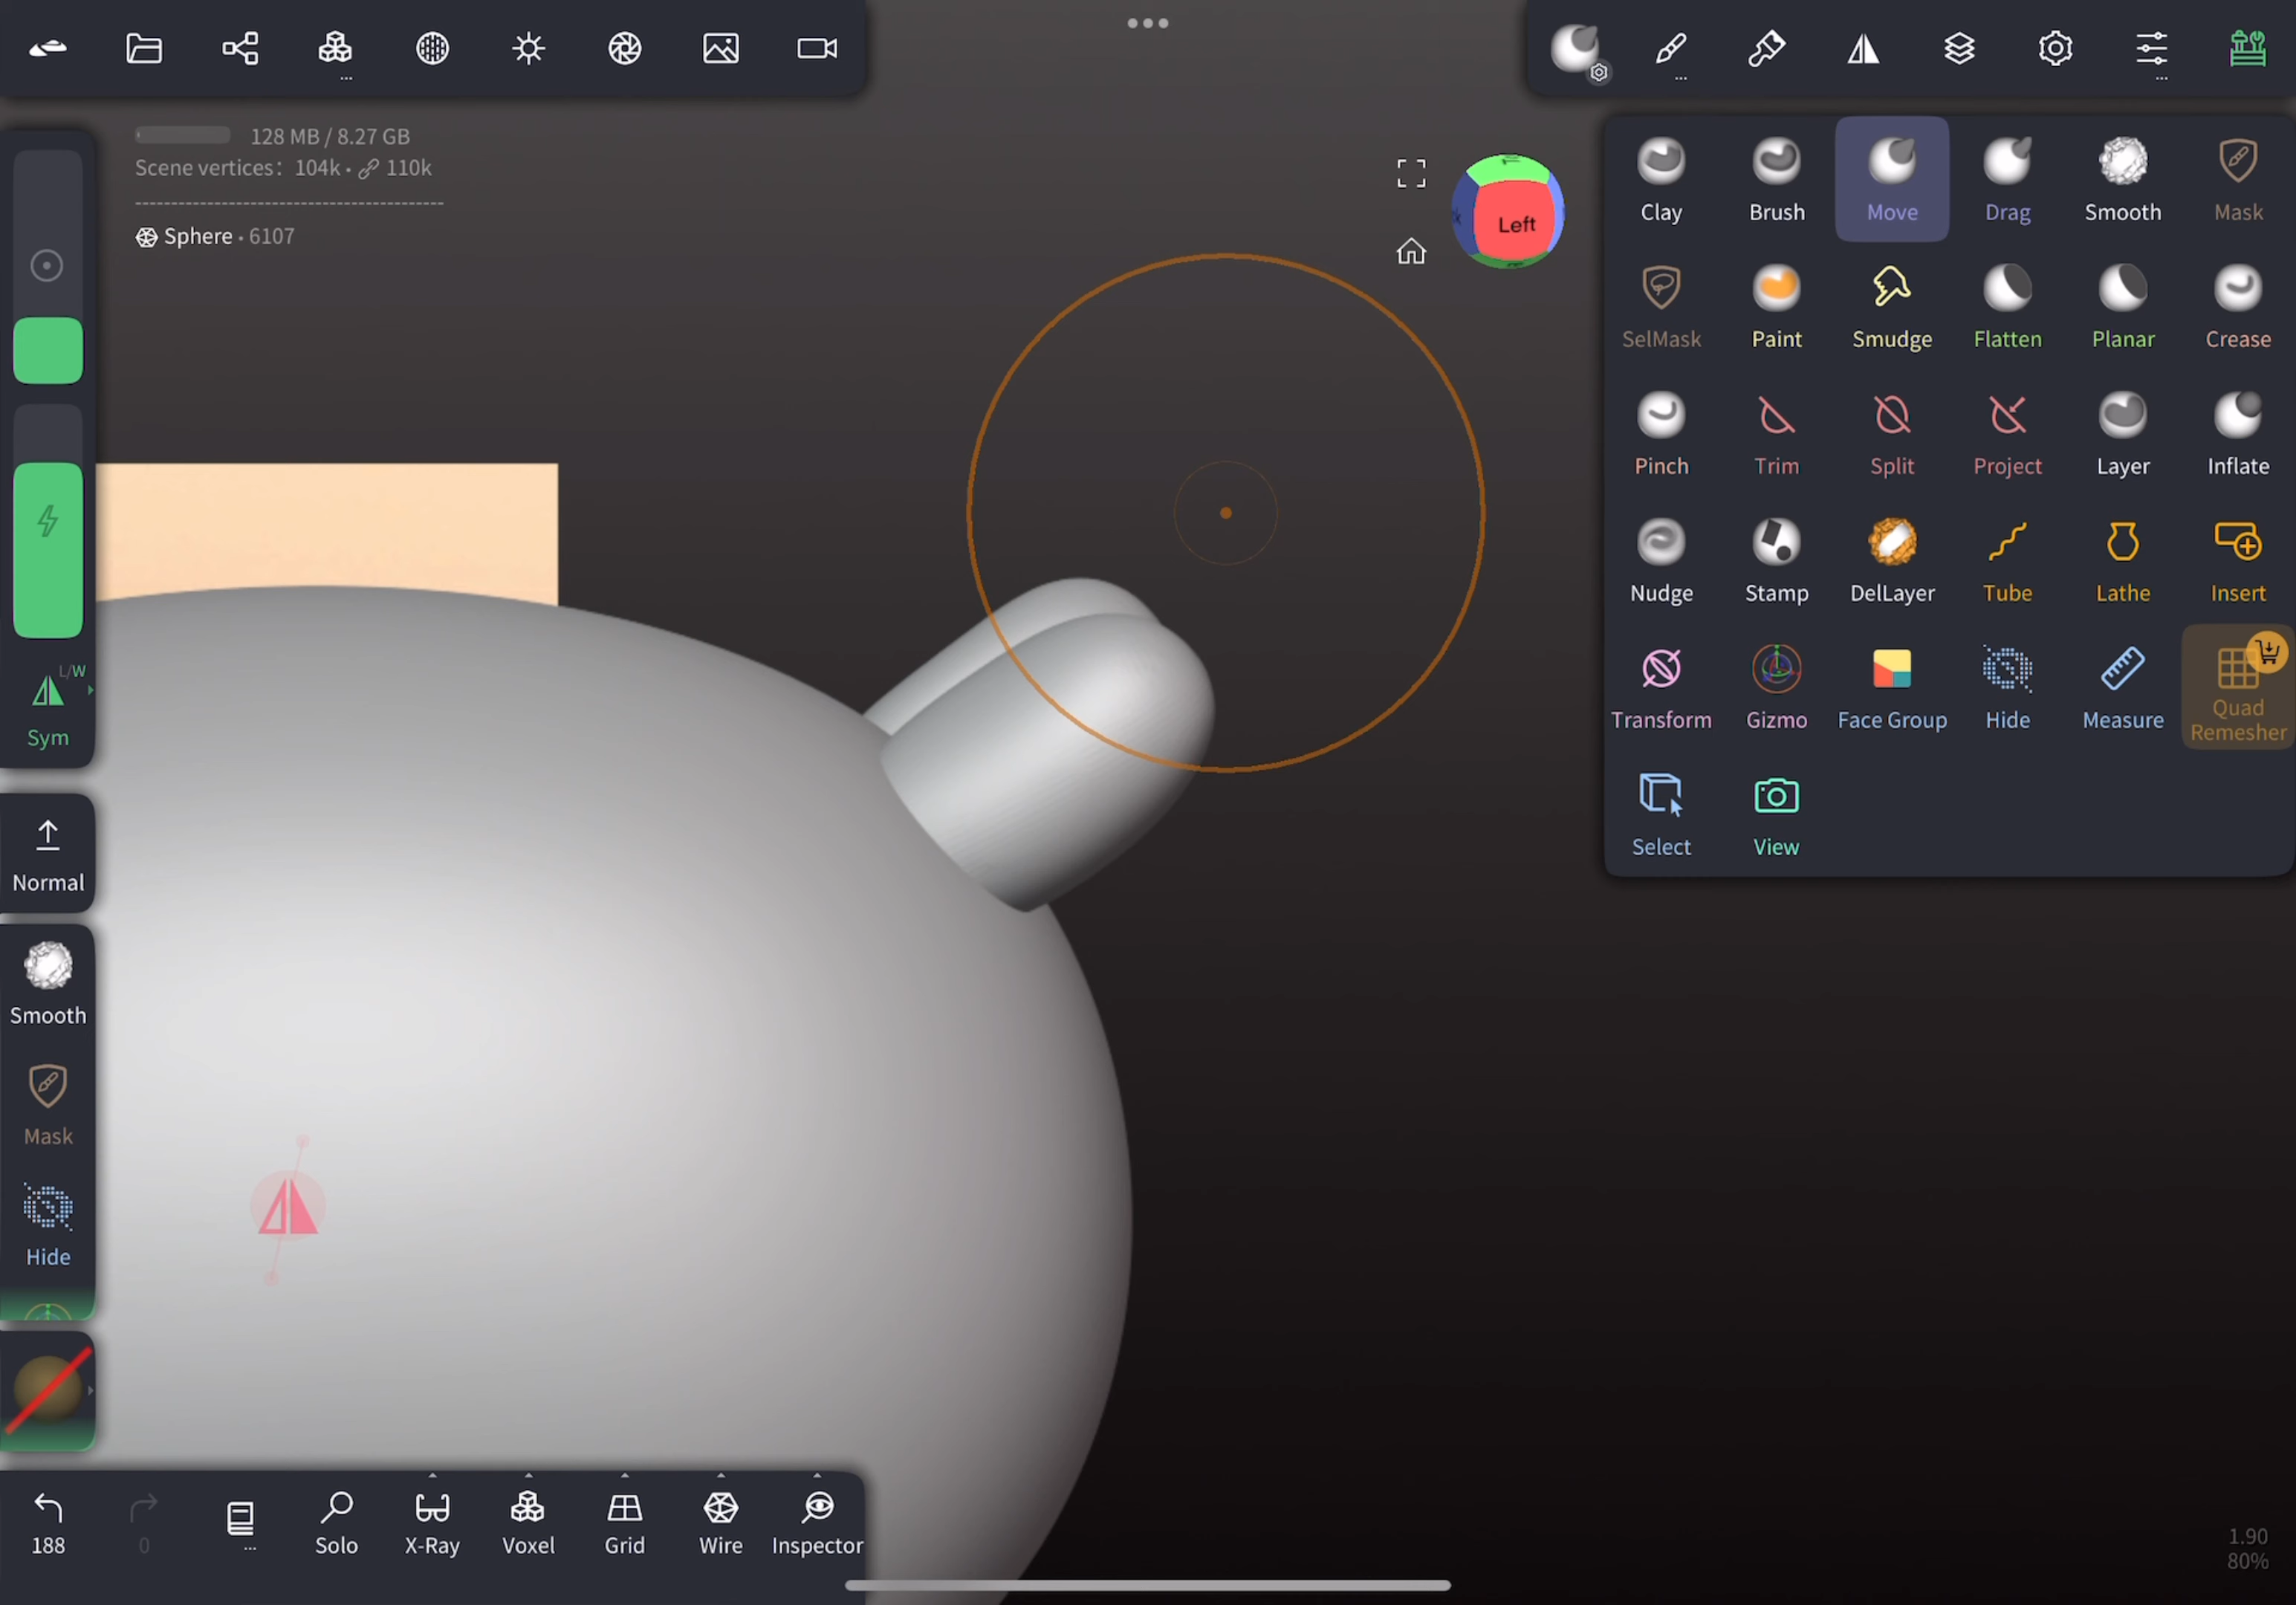 128 MB / 8.27 GB
Scene vertices: 104k • 110k
Sphere • 6107
Left
Clay
Brush
Move
Drag
Smooth
Mask
SelMask
Paint
Smudge
Flatten
Planar
Crease
Pinch
Trim
Split
Project
Layer
Inflate
Nudge
Stamp
DelLayer
Tube
Lathe
Insert
Transform
Gizmo
Face Group
Hide
Measure
Quad
Remesher
Select
View
L/W
Sym
Normal
Smooth
Mask
Hide
188
0
Solo
X-Ray
Voxel
Grid
Wire
Inspector
1.90
80%